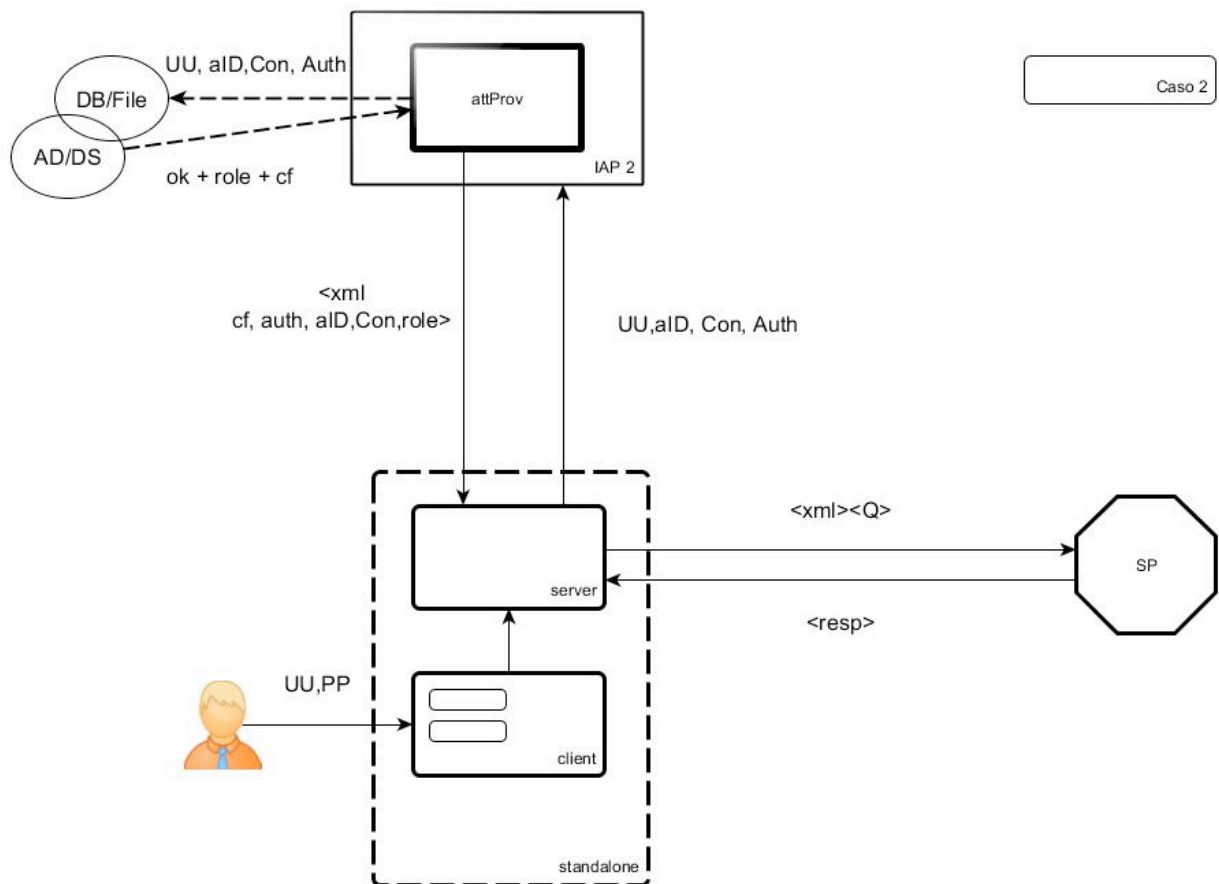 UU, aID,Con, Auth
DB/File
attProv
Caso 2
AD/DS
IAP 2
ok + role + cf
<xml
cf, auth, aID,Con,role>
UU,aID, Con, Auth
<xml><Q>
SP
server
<resp>
UU,PP
client
standalone